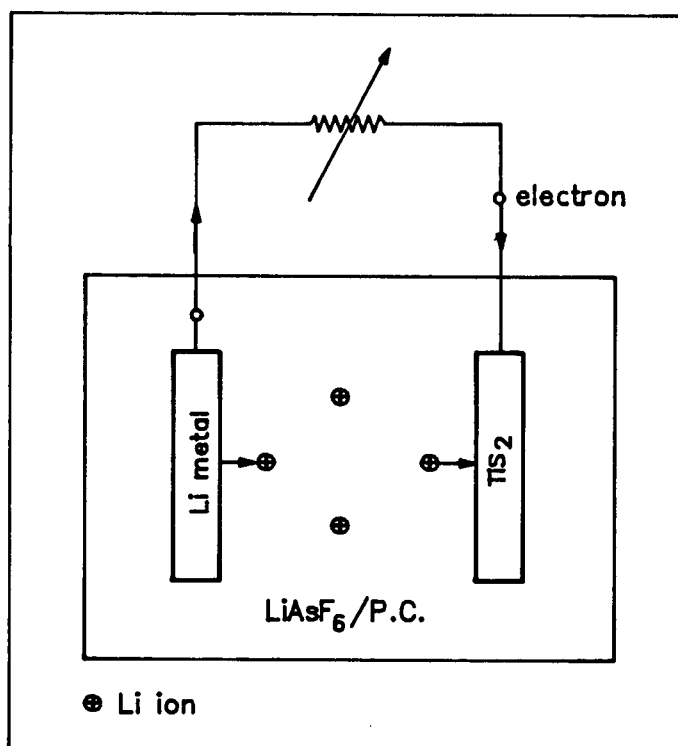 electron
Li metal
TiS2
LiAsF6/P.C.
⊕ Li ion